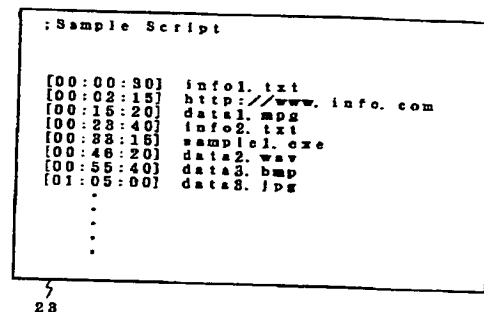 ;Sample Script
[00:00:30] info1. txt
[00:02:15] http://www. info. com
[00:15:20] data1. mpg
[00:23:40] info2. txt
[00:33:15] sample1. exe
[00:46:20] data2. wav
[00:55:40] data3. bmp
[01:05:00] data8. jpg
23